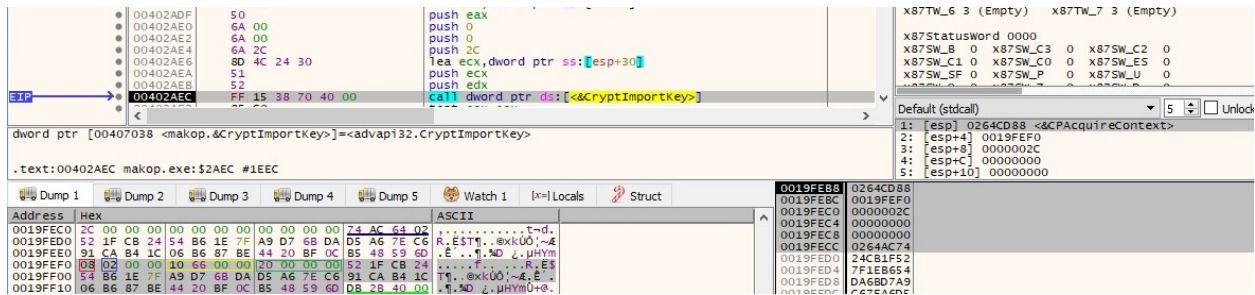 00402ADF 50 push eax
00402AE0 6A 00 push 0
00402AE2 6A 00 push 0
00402AE4 6A 2C push 2C
00402AE6 8D 4C 24 30 lea ecx,dword ptr ss:[esp+30]
00402AEA 51 push ecx
00402AEB 52 push edx
EIP 00402AEC FF 15 38 70 40 00 call dword ptr ds:[<&CryptImportKey>]
dword ptr [00407038 <makop.&CryptImportKey>]=<advapi32.CryptImportKey>
.text:00402AEC makop.exe:$2AEC #1EEC
x87TW_6 3 (Empty) x87TW_7 3 (Empty)
x87StatusWord 0000
x87SW_B 0 x87SW_C3 0 x87SW_C2 0
x87SW_C1 0 x87SW_C0 0 x87SW_ES 0
x87SW_SF 0 x87SW_P 0 x87SW_U 0
Default (stdcall) 5 Unlock
1: [esp] 0264CD88 <&CPAcquireContext>
2: [esp+4] 0019FEF0
3: [esp+8] 0000002C
4: [esp+C] 00000000
5: [esp+10] 00000000
Dump 1 Dump 2 Dump 3 Dump 4 Dump 5 Watch 1 [x=] Locals Struct
Address Hex ASCII
0019FEC0 2C 00 00 00 00 00 00 00 00 00 00 00 74 AC 64 02
0019FED0 52 1F CB 24 54 B6 1E 7F A9 D7 6B DA D5 A6 7E C6
0019FEE0 91 CA B4 1C 06 B6 87 BE 44 20 BF 0C B5 48 59 6D
0019FEF0 08 02 00 00 10 66 00 00 20 00 00 00 52 1F CB 24
0019FF00 54 B6 1E 7F A9 D7 6B DA D5 A6 7E C6 91 CA B4 1C
0019FF10 06 B6 87 BE 44 20 BF 0C B5 48 59 6D DB 2B 40 00
0019FEB8 0264CD88
0019FEBC 0019FEF0
0019FEC0 0000002C
0019FEC4 00000000
0019FEC8 00000000
0019FECC 0264AC74
0019FED0 24CB1F52
0019FED4 7F1EB654
0019FED8 DA6BD7A9